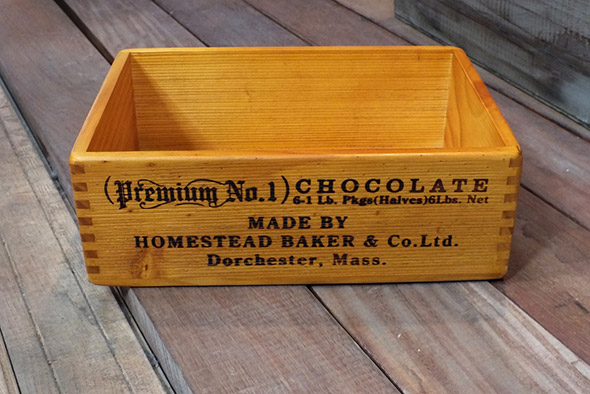 (Premium No.1) CHOCOLATE
6-1 Lb. Pkgs(Halves)6Lbs. Net
MADE BY
HOMESTEAD BAKER & Co.Ltd.
Dorchester, Mass.